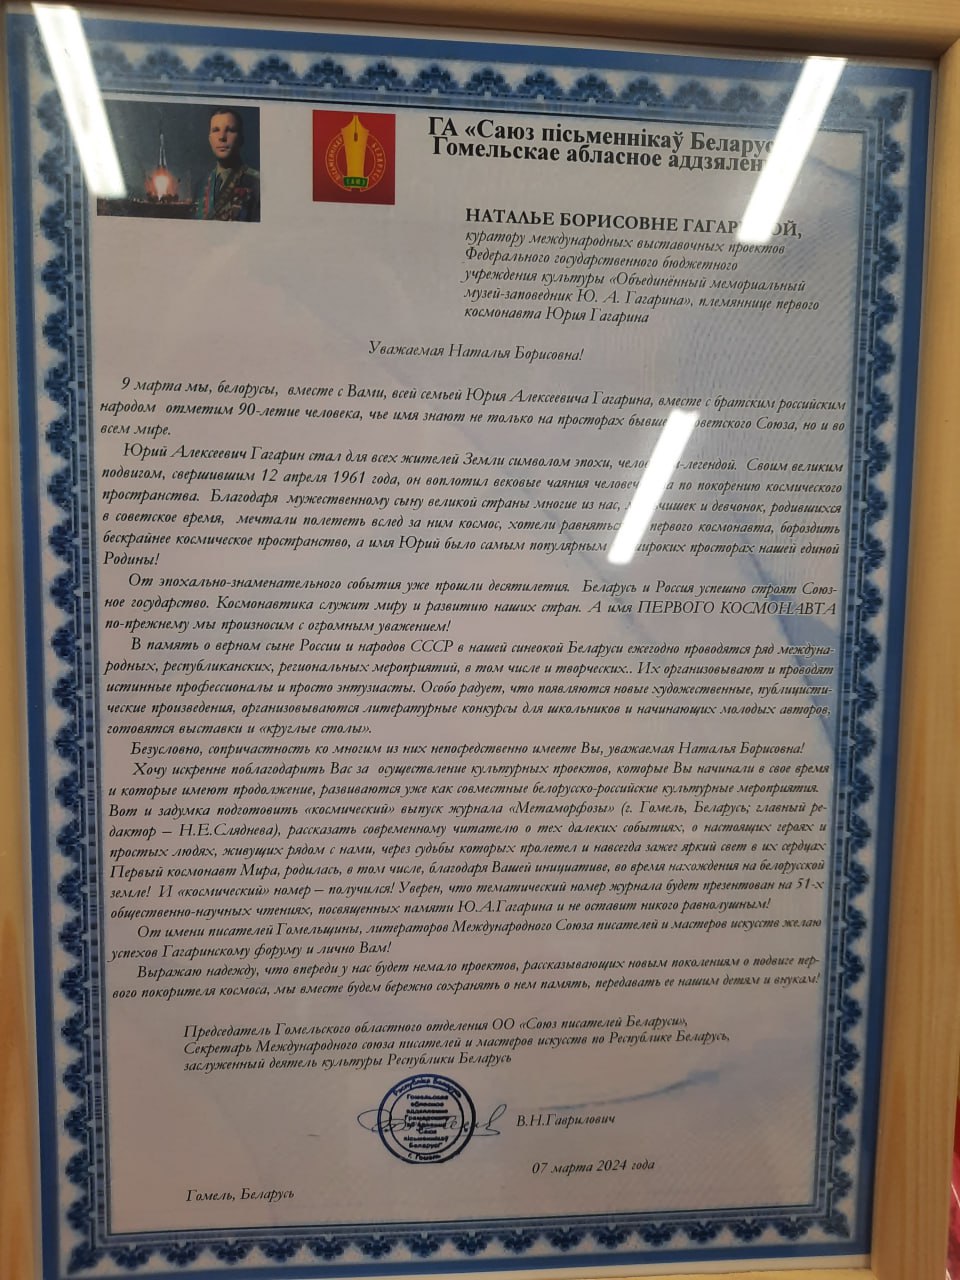 ГА «Саюз пісьменнікаў
Гомельскае абласное
НАТАЛЬЕ БОРИСОВНЕ
куратору международных выставочных проектов
Федерального государственного бюджетного
учреждения культуры «Объединённый мемориальный
музей-заповедник Ю. А. Гагарина», племяннице первого
космонавта Юрия Гагарина
Уважаемая Наталья Борисовна!
9 марта мы, белорусы, вместе с Вами, всей семьей Юрия Алексеевича Гагарина, вместе с братским российским
народом отметим 90-летие человека, чье имя знают не только на просторах Союза, но и во
всем мире.
Юрий Алексеевич Гагарин стал для всех жителей Земли символом эпохи, Своим великим
подвигом, свершившим 12 апреля 1961 года, он воплотил вековые чаяния по покорению космического
пространства. Благодаря мужественному сыну великой страны многие из нас, и девчонок, родившихся
в советское время, мечтали полететь вслед за ним космос, хотели первого космонавта, бороздить
бескрайнее космическое пространство, а имя Юрий было самым популярным просторах нашей единой
Родины!
От эпохально-знаменательного события уже прошли десятилетия. Беларусь и Россия успешно строят Союз-
ное государство. Космонавтика служит миру и развитию наших стран. А имя ПЕРВОГО КОСМОНАВТА
по-прежнему мы произносим с огромным уважением!
В память о верном сыне России и народов СССР в нашей синеокой Беларуси ежегодно проводятся ряд междуна-
родных, республиканских, региональных мероприятий, в том числе и творческих.. Их организовывают и проводят
истинные профессионалы и просто энтузиасты. Особо радует, что появляются новые художественные, публицисти-
ческие произведения, организовываются литературные конкурсы для школьников и начинающих молодых авторов,
готовятся выставки и «круглые столы».
Безусловно, сопричастность ко многим из них непосредственно имеете Вы, уважаемая Наталья Борисовна!
Хочу искренне поблагодарить Вас за осуществление культурных проектов, которые Вы начинали в свое время
и которые имеют продолжение, развиваются уже как совместные белорусско-российские культурные мероприятия.
Вот и задумка подготовить «космический» выпуск журнала «Метаморфозы» (г. Гомель, Беларусь; главный ре-
дактор – Н.Е.Сляднева), рассказать современному читателю о тех далеких событиях, о настоящих героях и
простых людях, живущих рядом с нами, через судьбы которых пролетел и навсегда зажег яркий свет в их сердцах
Первый космонавт Мира, родилась, в том числе, благодаря Вашей инициативе, во время нахождения на белорусской
земле! И «космический» номер – получился! Уверен, что тематический номер журнала будет презентован на 51-х
общественно-научных чтениях, посвященных памяти Ю.А.Гагарина и не оставит никого равнодушным!
От имени писателей Гомельщины, литераторов Международного Союза писателей и мастеров искусств желаю
успехов Гагаринскому форуму и лично Вам!
Выражаю надежду, что впереди у нас будет немало проектов, рассказывающих новым поколениям о подвиге пер-
вого покорителя космоса, мы вместе будем бережно сохранять о нем память, передавать ее нашим детям и внукам!
Председатель Гомельского областного отделения ОО «Союз писателей Беларуси»,
Секретарь Международного союза писателей и мастеров искусств по Республике Беларусь,
заслуженный деятель культуры Республики Беларусь
Рэспубліка Беларусь
Гомельскае
абласное
аддзяленне
"Саюз
пісьменнікаў
Беларусі"
г. Гомель
В.Н.Гаврилович
07 марта 2024 года
Гомель, Беларусь